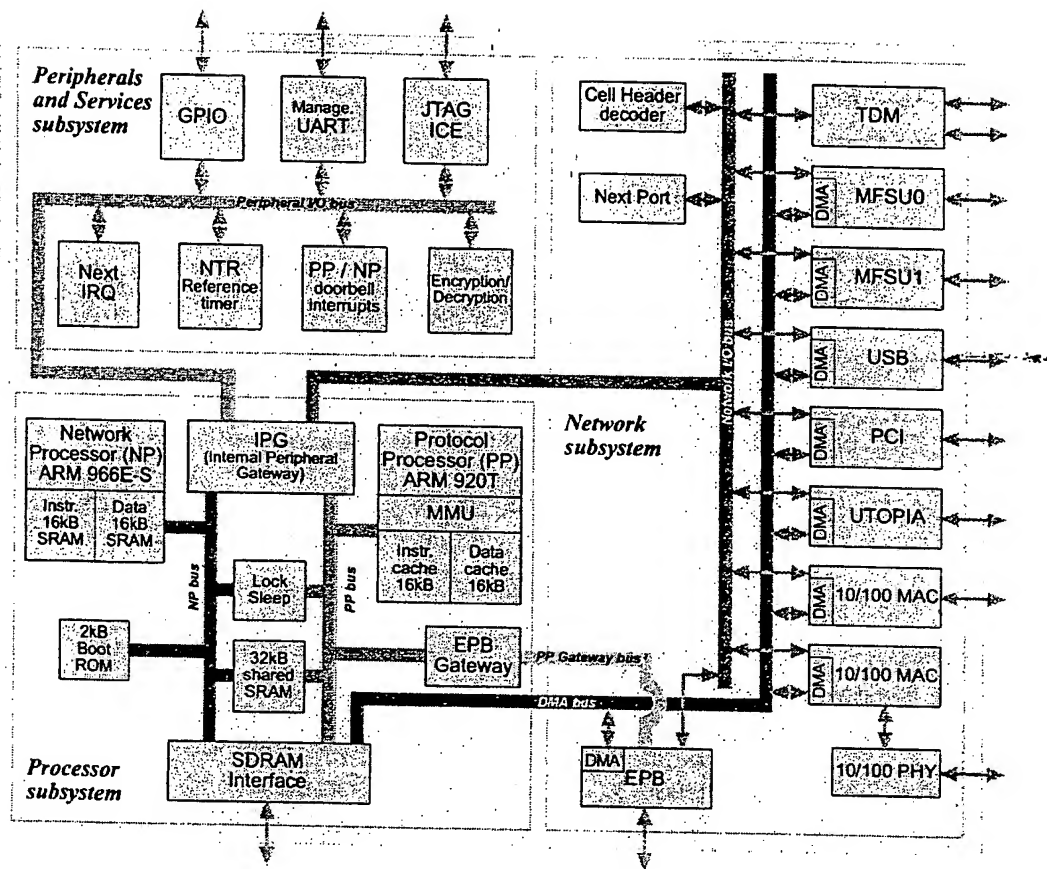 Peripherals
and Services
subsystem
GPIO
Manage
UART
JTAG
ICE
Peripheral I/O bus
Next
IRQ
NTR
Reference
timer
PP / NP
doorbell
interrupts
Encryption/
Decryption
Cell Header
decoder
Next Port
Network I/O bus
TDM
DMA
MFSU0
DMA
MFSU1
DMA
USB
DMA
PCI
DMA
UTOPIA
DMA
10/100 MAC
DMA
10/100 MAC
10/100 PHY
Network
subsystem
Network
Processor (NP)
ARM 966E-S
Instr.
16kB
SRAM
Data
16kB
SRAM
IPG
(Internal Peripheral
Gateway)
Protocol
Processor (PP)
ARM 920T
MMU
Instr.
cache
16kB
Data
cache
16kB
NP bus
PP bus
Lock
Sleep
2kB
Boot
ROM
32kB
shared
SRAM
EPB
Gateway
PP Gateway bus
DMA bus
SDRAM
Interface
DMA
EPB
Processor
subsystem